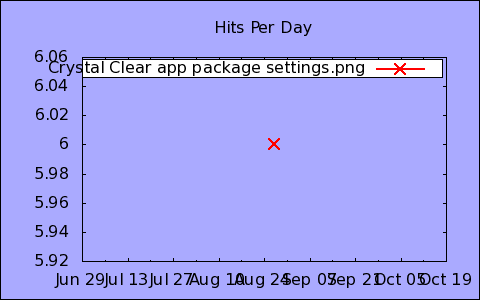 Hits Per Day
6.06
Crystal Clear app package settings.png
6.04
6.02
6
5.98
5.96
5.94
5.92
Jun 29 Jul 13 Jul 27 Aug 10 Aug 24 Sep 07 Sep 21 Oct 05 Oct 19